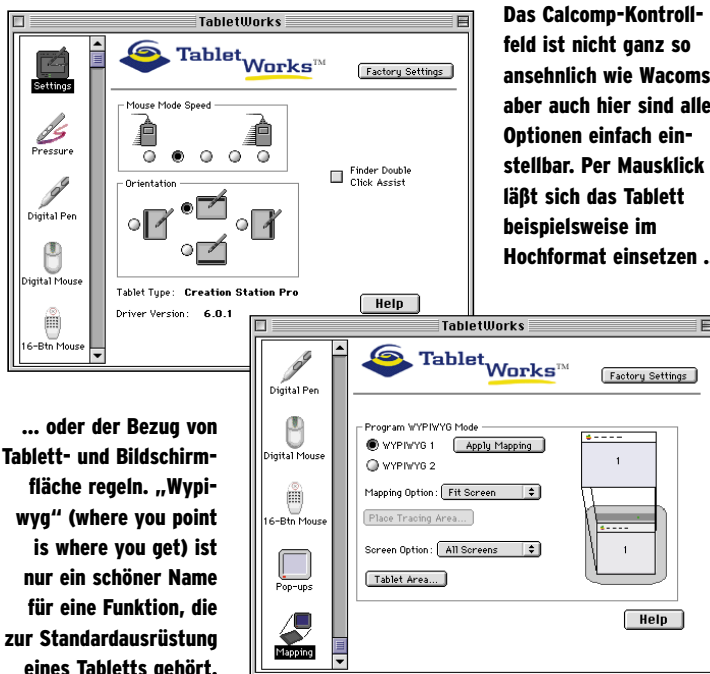 TabletWorks
Settings
Pressure
Digital Pen
Digital Mouse
16-Btn Mouse
Tablet Works™
Factory Settings
Mouse Mode Speed
Finder Double
Click Assist
Orientation
Tablet Type: Creation Station Pro
Driver Version: 6.0.1
Help
Das Calcomp-Kontroll-
feld ist nicht ganz so
ansehnlich wie Wacoms
aber auch hier sind alle
Optionen einfach ein-
stellbar. Per Mausklick
läßt sich das Tablett
beispielsweise im
Hochformat einsetzen .
... oder der Bezug von
Tablett- und Bildschirm-
fläche regeln. „Wypi-
wyg“ (where you point
is where you get) ist
nur ein schöner Name
für eine Funktion, die
zur Standardausrüstung
eines Tabletts gehört.
TabletWorks
Digital Pen
Digital Mouse
16-Btn Mouse
Pop-ups
Mapping
Tablet Works™
Factory Settings
Program WYPIWYG Mode
WYPIWYG 1
Apply Mapping
WYPIWYG 2
Mapping Option: Fit Screen
Place Tracing Area...
Screen Option: All Screens
Tablet Area...
1
1
Help